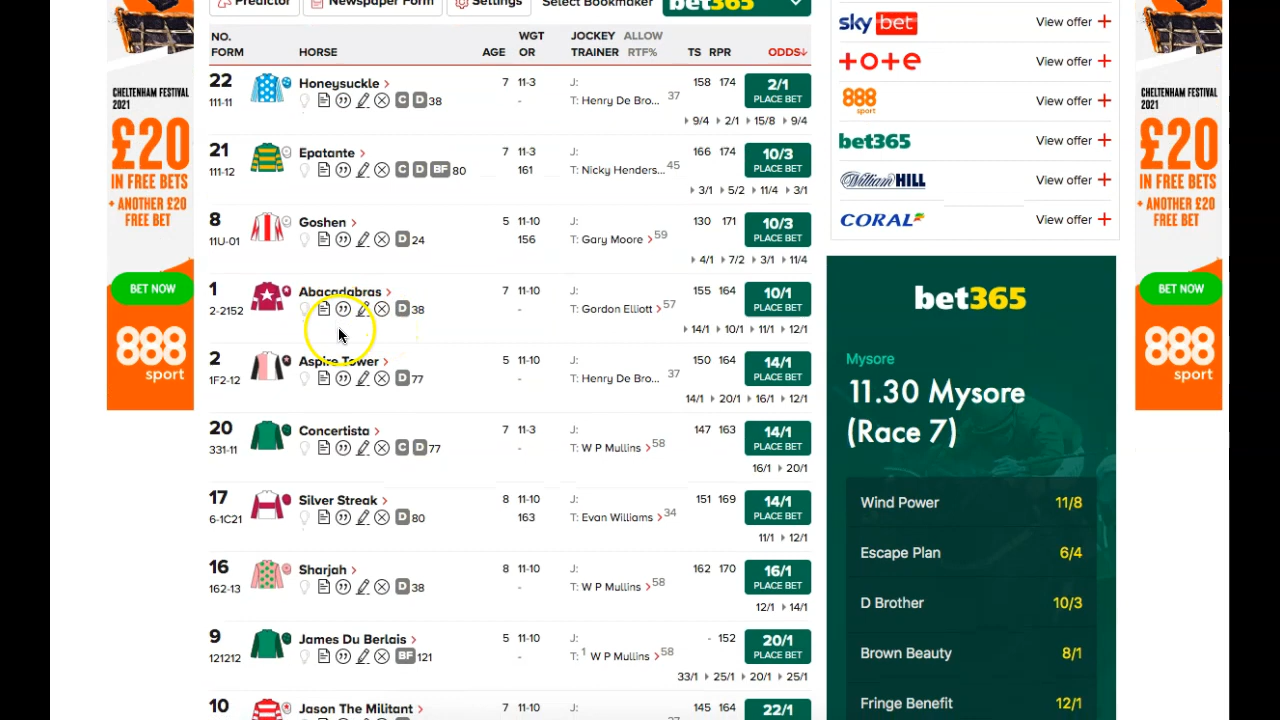 Predictor Newspaper Form Settings Select Bookmaker bet365
NO. FORM HORSE AGE WGT OR JOCKEY TRAINER ALLOW RTF% TS RPR ODDS↓
22 Honeysuckle > 7 11-3 J: 158 174 2/1
111-11 C D 38 - T: Henry De Bro... 37 PLACE BET
9/4 2/1 15/8 9/4
21 Epatante > 7 11-3 J: 166 174 10/3
111-12 C D BF 80 161 T: Nicky Henders... 45 PLACE BET
3/1 5/2 11/4 3/1
8 Goshen > 5 11-10 J: 130 171 10/3
11U-01 D 24 156 T: Gary Moore > 59 PLACE BET
4/1 7/2 3/1 11/4
1 Abacadabras > 7 11-10 J: 155 164 10/1
2-2152 D 38 - T: Gordon Elliott > 57 PLACE BET
14/1 10/1 11/1 12/1
2 Aspire Tower > 5 11-10 J: 150 164 14/1
1F2-12 D 77 - T: Henry De Bro... 37 PLACE BET
14/1 20/1 16/1 12/1
20 Concertista > 7 11-3 J: 147 163 14/1
331-11 C D 77 - T: W P Mullins > 58 PLACE BET
16/1 20/1
17 Silver Streak > 8 11-10 J: 151 169 14/1
6-1C21 D 80 163 T: Evan Williams > 34 PLACE BET
11/1 12/1
16 Sharjah > 8 11-10 J: 162 170 16/1
162-13 D 38 - T: W P Mullins > 58 PLACE BET
12/1 14/1
9 James Du Berlais > 5 11-10 J: - 152 20/1
121212 BF 121 - T: 1 W P Mullins > 58 PLACE BET
33/1 25/1 20/1 25/1
10 Jason The Militant > 7 11-10 J: 145 164 22/1
sky bet View offer +
tote View offer +
888 sport View offer +
bet365 View offer +
William HILL View offer +
CORAL View offer +
bet365
Mysore
11.30 Mysore
(Race 7)
Wind Power 11/8
Escape Plan 6/4
D Brother 10/3
Brown Beauty 8/1
Fringe Benefit 12/1
CHELTENHAM FESTIVAL
2021
£20
IN FREE BETS
+ ANOTHER £20
FREE BET
BET NOW
888
sport
CHELTENHAM FESTIVAL
2021
£20
IN FREE BETS
+ ANOTHER £20
FREE BET
BET NOW
888
sport